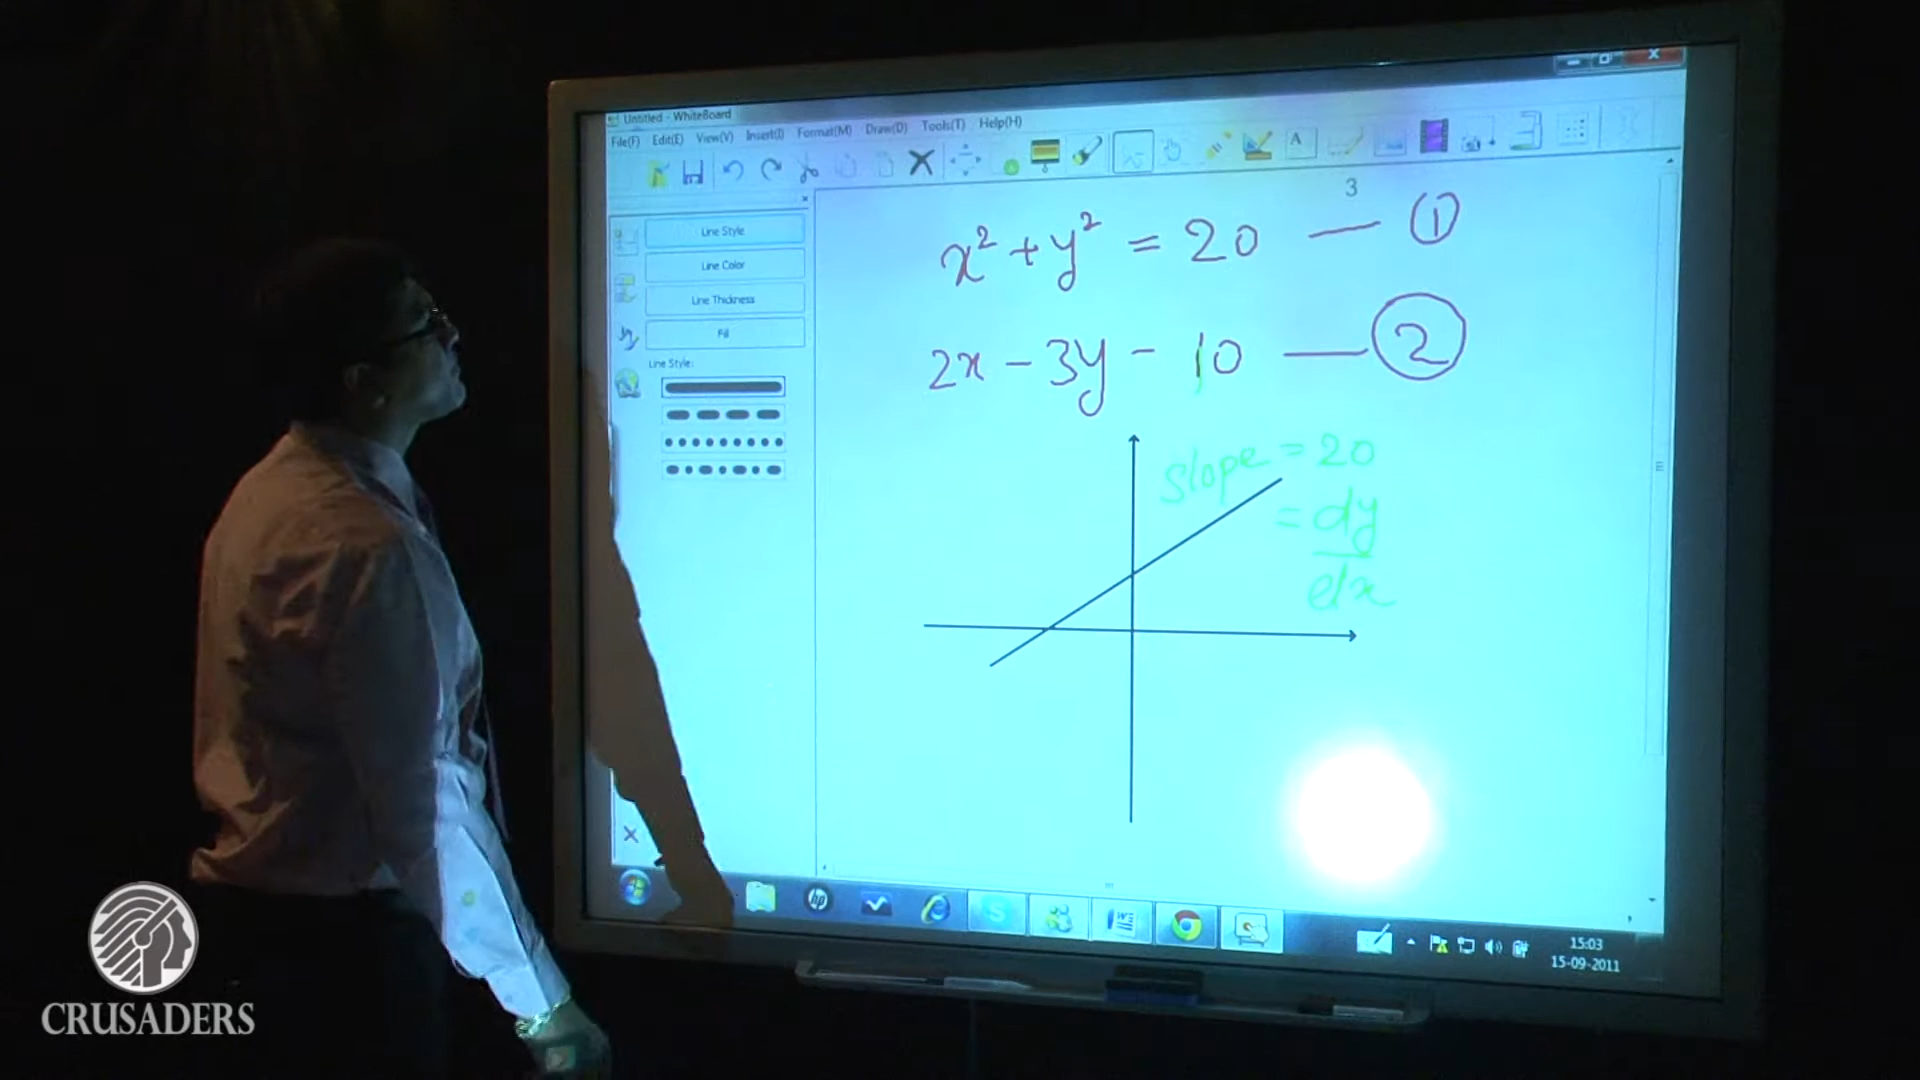 Untitled - WhiteBoard
File(F) Edit(E) View(V) Insert(I) Format(M) Draw(D) Tools(T) Help(H)
3
Line Style
Line Color
Line Thickness
Fill
Line Style:
x² + y² = 20 — ①
2x - 3y - 10 — ②
Slope = 20
= dy
dx
hp
15:03
15-09-2011
CRUSADERS